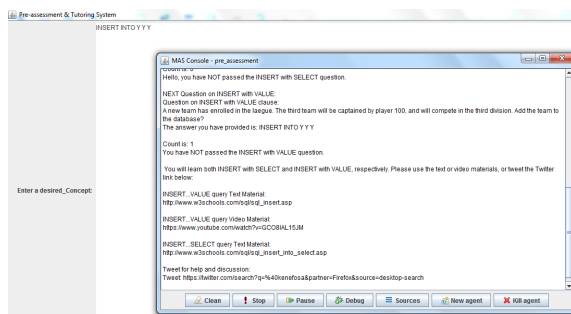 Pre-assessment & Tutoring System
INSERT INTO Y Y Y
Enter a desired_Concept:
MAS Console - pre_assessment
Count is: 0
Hello, you have NOT passed the INSERT with SELECT question.
NEXT Question on INSERT with VALUE:
Question on INSERT with VALUE clause:
A new team has enrolled in the laegue. The third team will be captained by player 100, and will compete in the third division. Add the team to
the database?
The answer you have provided is: INSERT INTO Y Y Y
Count is: 1
You have NOT passed the INSERT with VALUE question.
You will learn both INSERT with SELECT and INSERT with VALUE, respectively. Please use the text or video materials, or tweet the Twitter
link below:
INSERT...VALUE query Text Material:
http://www.w3schools.com/sql/sql_insert.asp
INSERT...VALUE query Video Material:
https://www.youtube.com/watch?v=GCO8IAL15JM
INSERT...SELECT query Text Material:
http://www.w3schools.com/sql/sql_insert_into_select.asp
Tweet for help and discussion:
Tweet: https://twitter.com/search?q=%40kenefosa&partner=Firefox&source=desktop-search
Clean Stop Pause Debug Sources New agent Kill agent